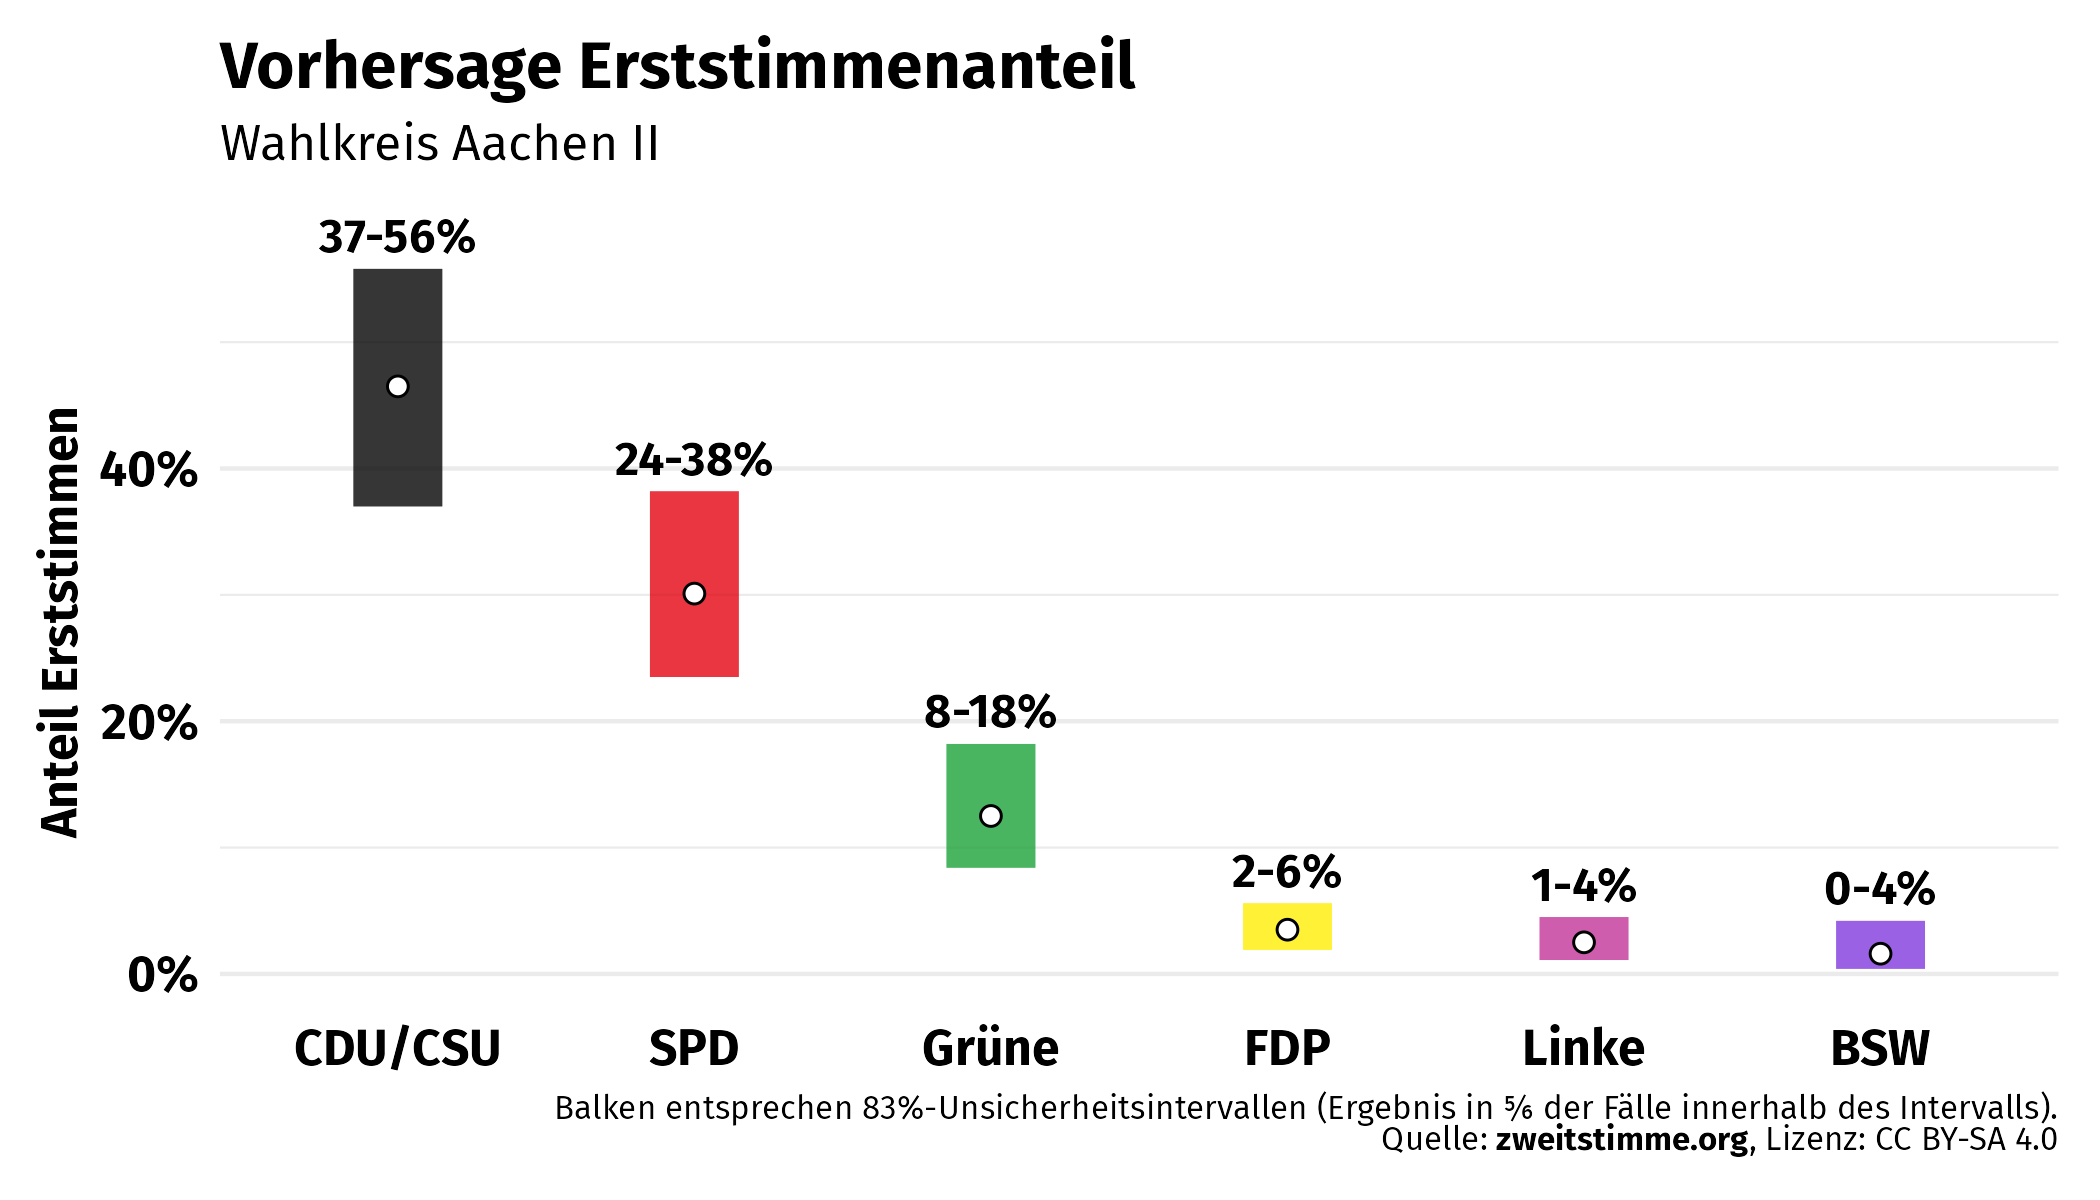 Vorhersage Erststimmenanteil
Wahlkreis Aachen II
Anteil Erststimmen
37-56%
24-38%
8-18%
2-6%
1-4%
0-4%
40%
20%
0%
CDU/CSU SPD Grüne FDP Linke BSW
Balken entsprechen 83%-Unsicherheitsintervallen (Ergebnis in ⅚ der Fälle innerhalb des Intervalls).
Quelle: zweitstimme.org, Lizenz: CC BY-SA 4.0